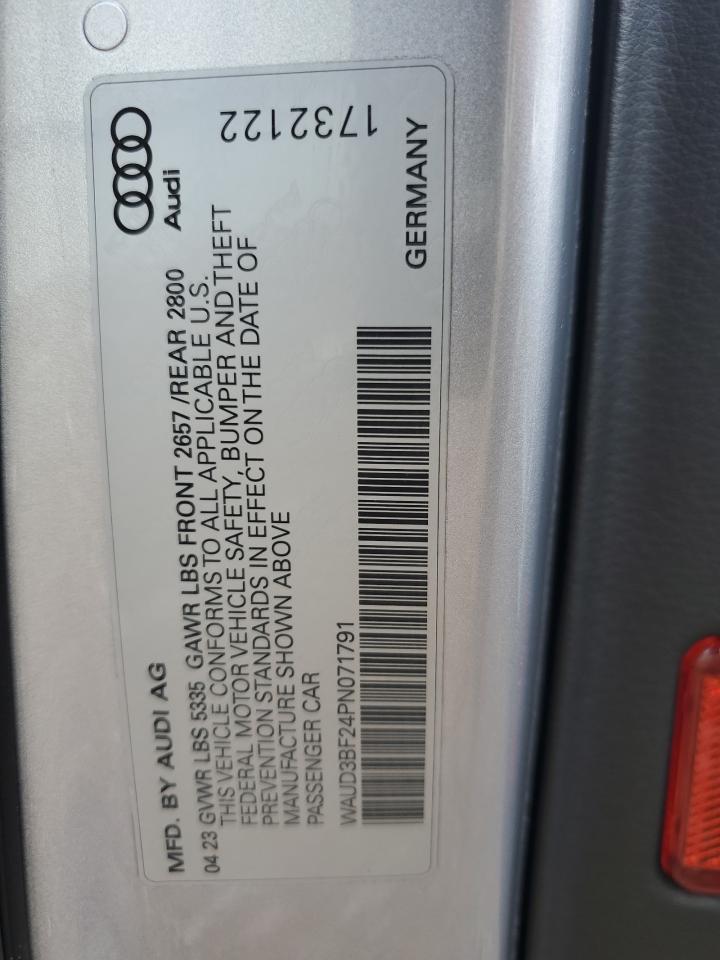 MFD. BY AUDI AG
Audi
04 23 GVWR LBS 5335 GAWR LBS FRONT 2657 /REAR 2800
THIS VEHICLE CONFORMS TO ALL APPLICABLE U.S.
FEDERAL MOTOR VEHICLE SAFETY, BUMPER AND THEFT
PREVENTION STANDARDS IN EFFECT ON THE DATE OF
MANUFACTURE SHOWN ABOVE
PASSENGER CAR
WAUD3BF24PN071791
GERMANY
1732122